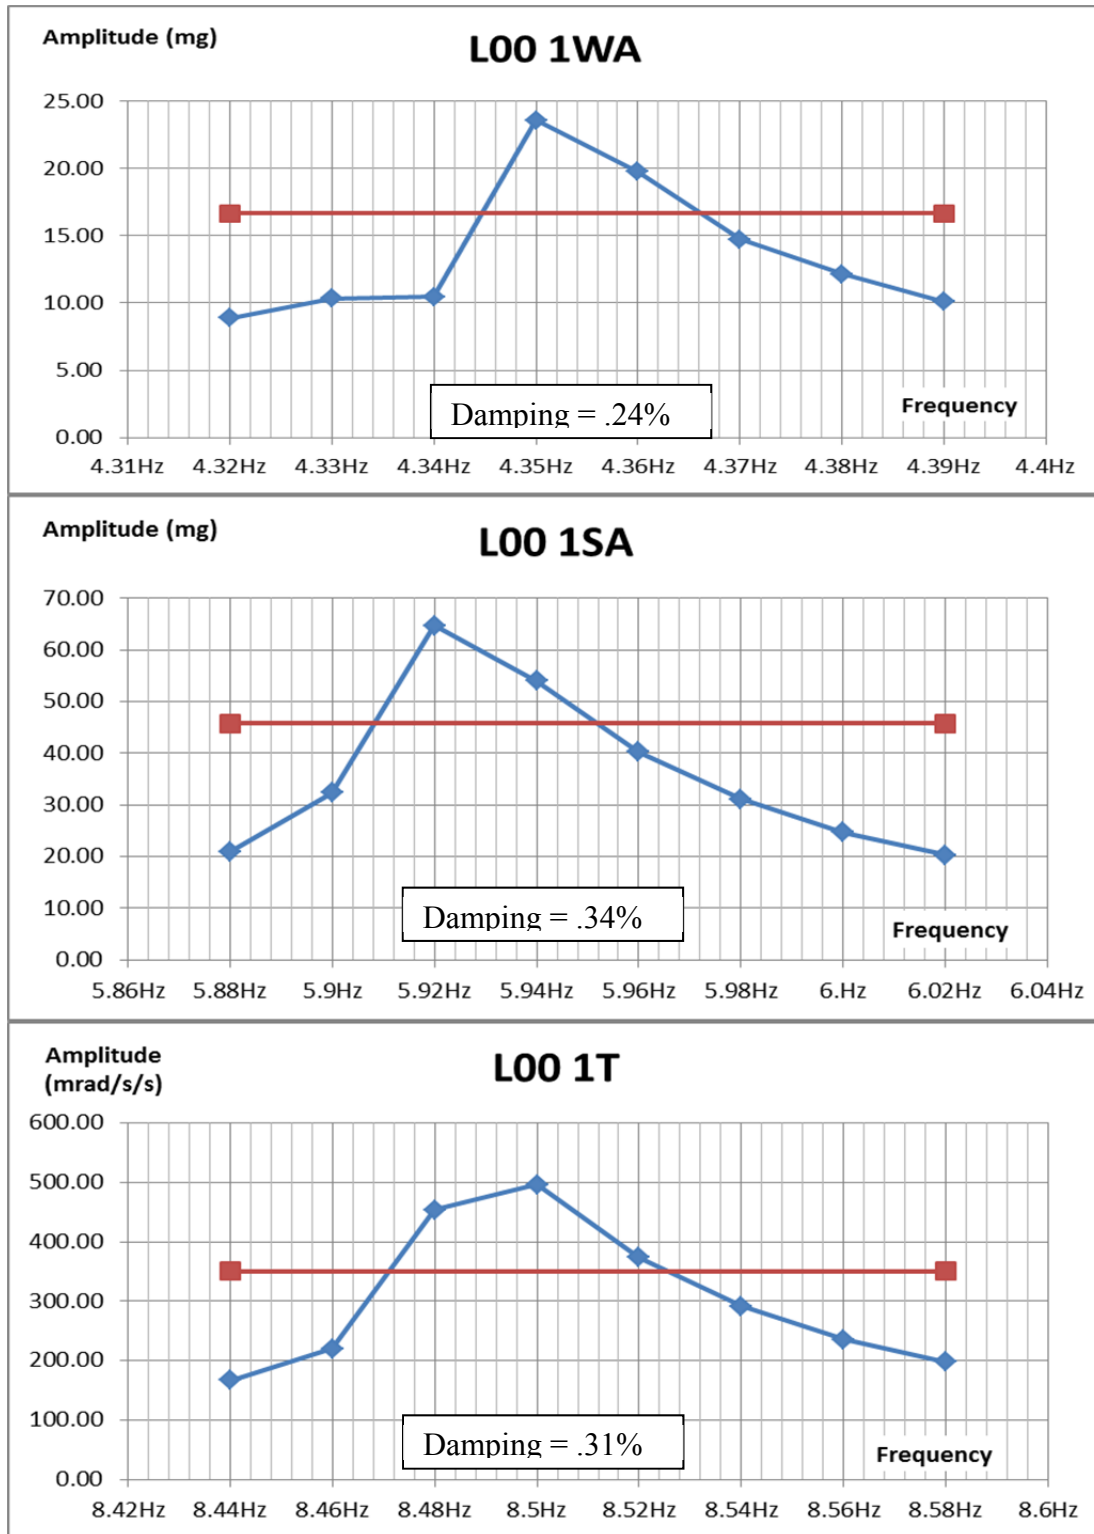 Amplitude (mg)
L00 1WA
25.00
20.00
15.00
10.00
5.00
0.00
Damping = .24%
Frequency
4.31Hz 4.32Hz 4.33Hz 4.34Hz 4.35Hz 4.36Hz 4.37Hz 4.38Hz 4.39Hz 4.4Hz
Amplitude (mg)
L00 1SA
70.00
60.00
50.00
40.00
30.00
20.00
10.00
0.00
Damping = .34%
Frequency
5.86Hz 5.88Hz 5.9Hz 5.92Hz 5.94Hz 5.96Hz 5.98Hz 6.Hz 6.02Hz 6.04Hz
Amplitude
(mrad/s/s)
L00 1T
600.00
500.00
400.00
300.00
200.00
100.00
0.00
Damping = .31%
Frequency
8.42Hz 8.44Hz 8.46Hz 8.48Hz 8.5Hz 8.52Hz 8.54Hz 8.56Hz 8.58Hz 8.6Hz